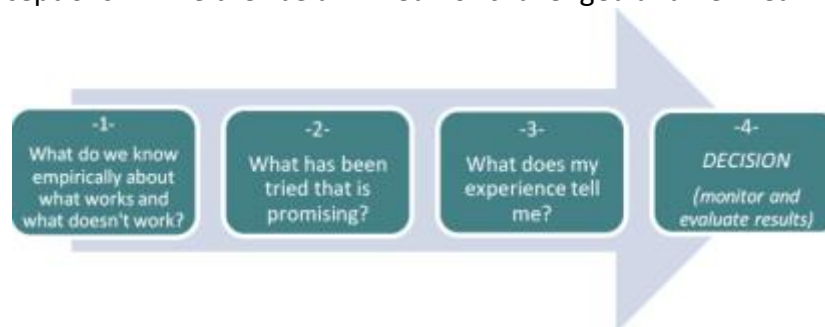 -1-
What do we know
empirically about
what works and
what doesn't work?
-2-
What has been
tried that is
promising?
-3-
What does my
experience tell
me?
-4-
DECISION
(monitor and
evaluate results)